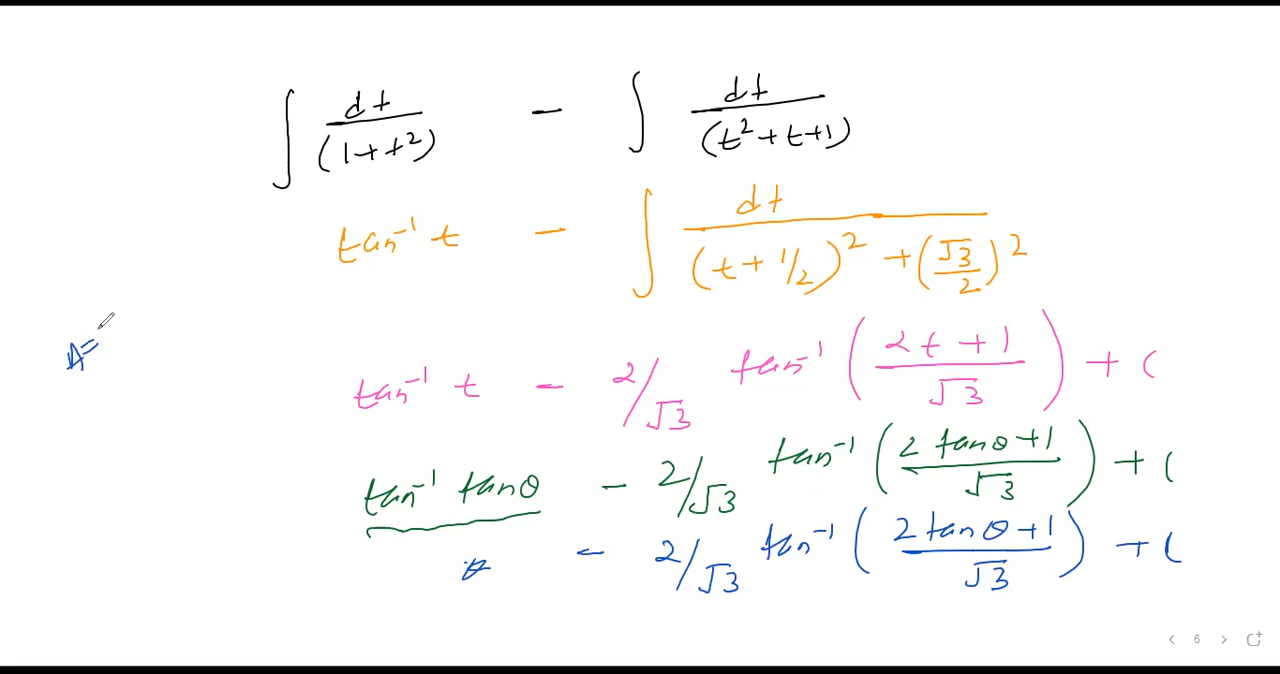 ∫ dt/(1+t²) − ∫ dt/(t²+t+1)
tan⁻¹ t − ∫ dt/((t+1/2)² + (√3/2)²)
A=
tan⁻¹ t − 2/√3 tan⁻¹ ((2t+1)/√3) + C
tan⁻¹ tanθ − 2/√3 tan⁻¹ ((2 tanθ+1)/√3) + C
θ − 2/√3 tan⁻¹ ((2 tanθ+1)/√3) + C
6